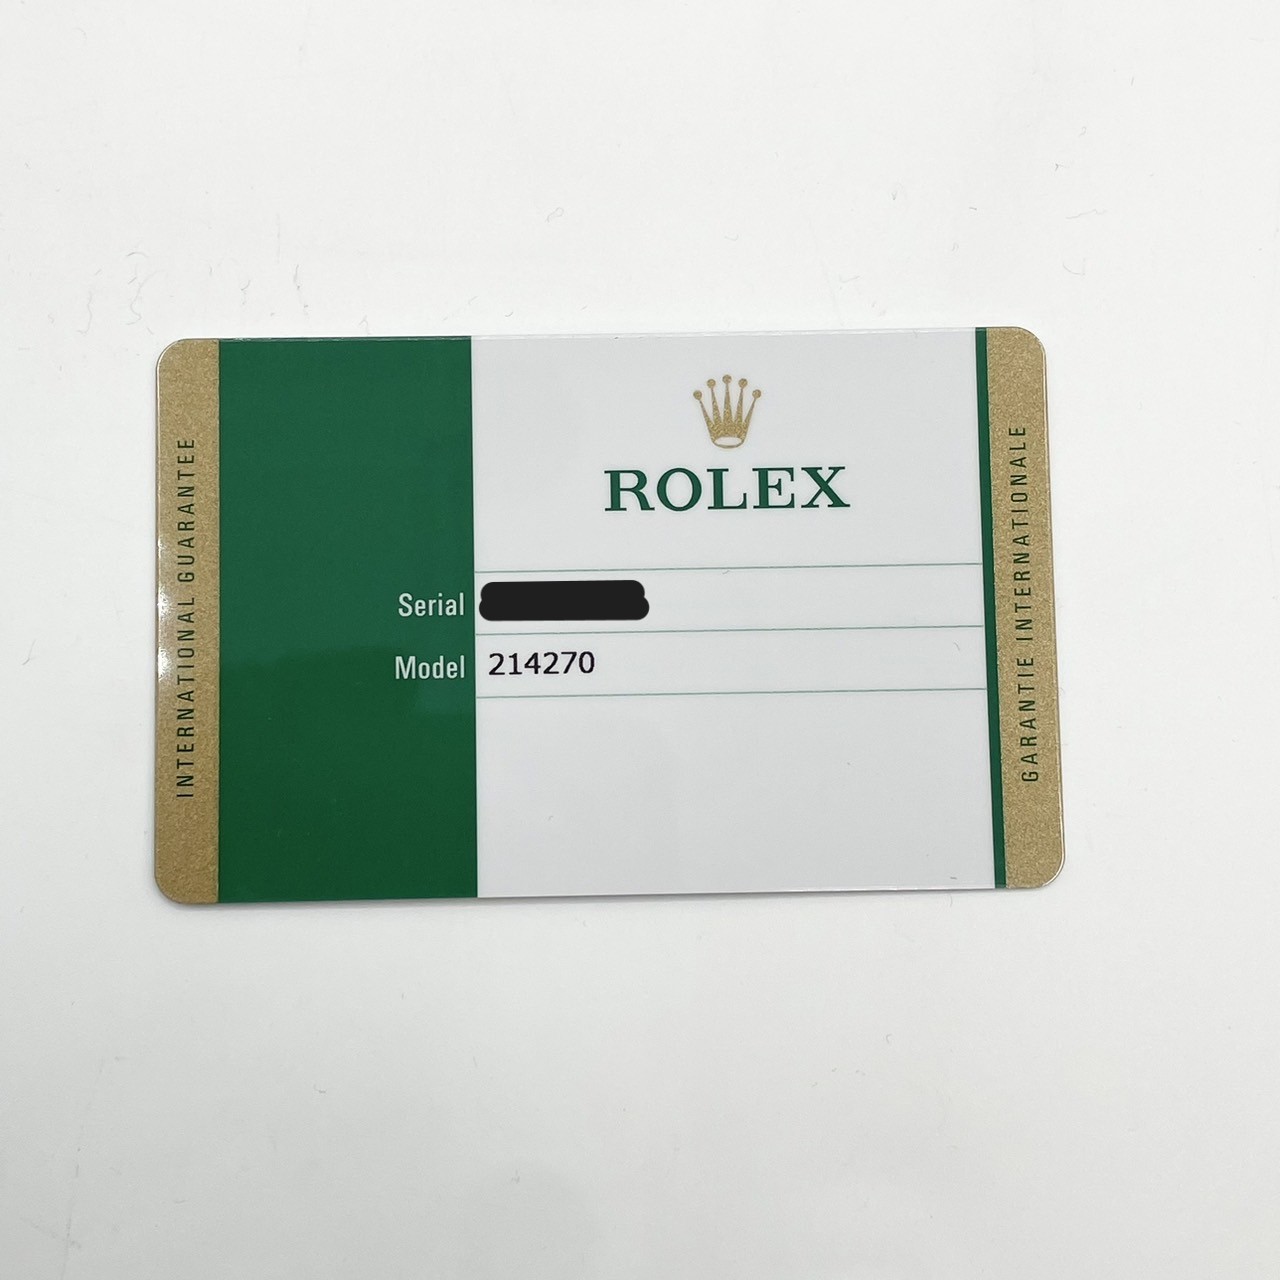 INTERNATIONAL GUARANTEE
ROLEX
Serial
Model 214270
GARANTIE INTERNATIONALE